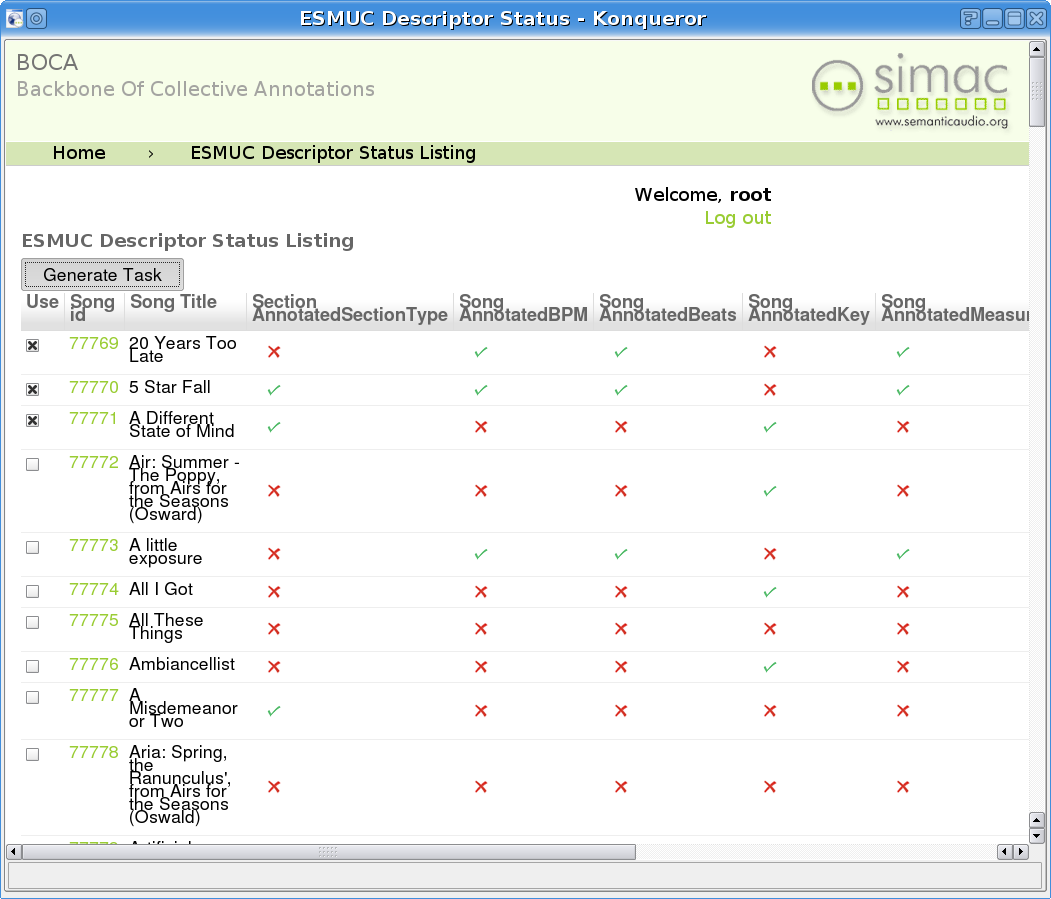 ESMUC Descriptor Status - Konqueror
BOCA
Backbone Of Collective Annotations
simac
www.semanticaudio.org
Home › ESMUC Descriptor Status Listing
Welcome, root
Log out
ESMUC Descriptor Status Listing
Generate Task
Use Song Song Title Section Song Song Song Song
id AnnotatedSectionType AnnotatedBPM AnnotatedBeats AnnotatedKey AnnotatedMeasur
77769 20 Years Too
Late
77770 5 Star Fall
77771 A Different
State of Mind
77772 Air: Summer -
The Poppy,
from Airs for
the Seasons
(Osward)
77773 A little
exposure
77774 All I Got
77775 All These
Things
77776 Ambiancellist
77777 A
Misdemeanor
or Two
77778 Aria: Spring,
the
Ranunculus',
from Airs for
the Seasons
(Oswald)